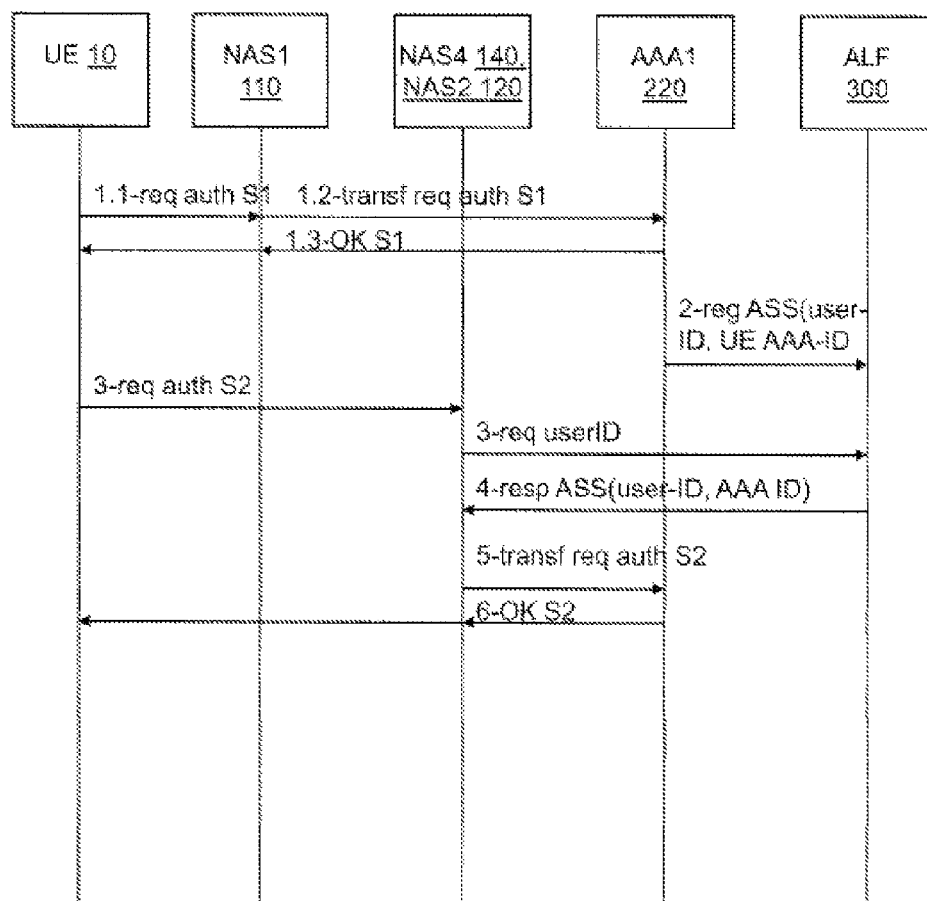 UE 10
NAS1
110
NAS4 140,
NAS2 120
AAA1
220
ALF
300
1.1-req auth S1
1.2-transf req auth S1
1.3-OK S1
2-reg ASS(user-
ID, UE AAA-ID
3-req auth S2
3-req userID
4-resp ASS(user-ID, AAA ID)
5-transf req auth S2
6-OK S2